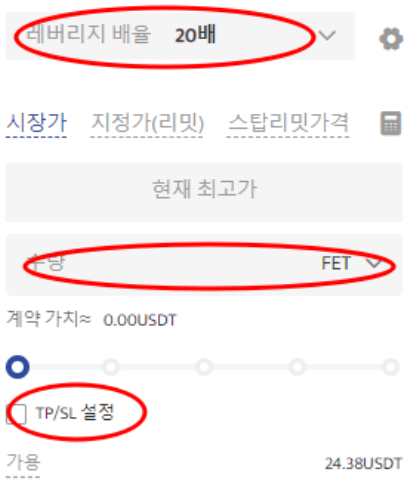 레버리지 배율 20배
시장가 지정가(리밋) 스탑리밋가격
현재 최고가
수량 FET
계약 가치≈ 0.00USDT
TP/SL 설정
가용 24.38USDT